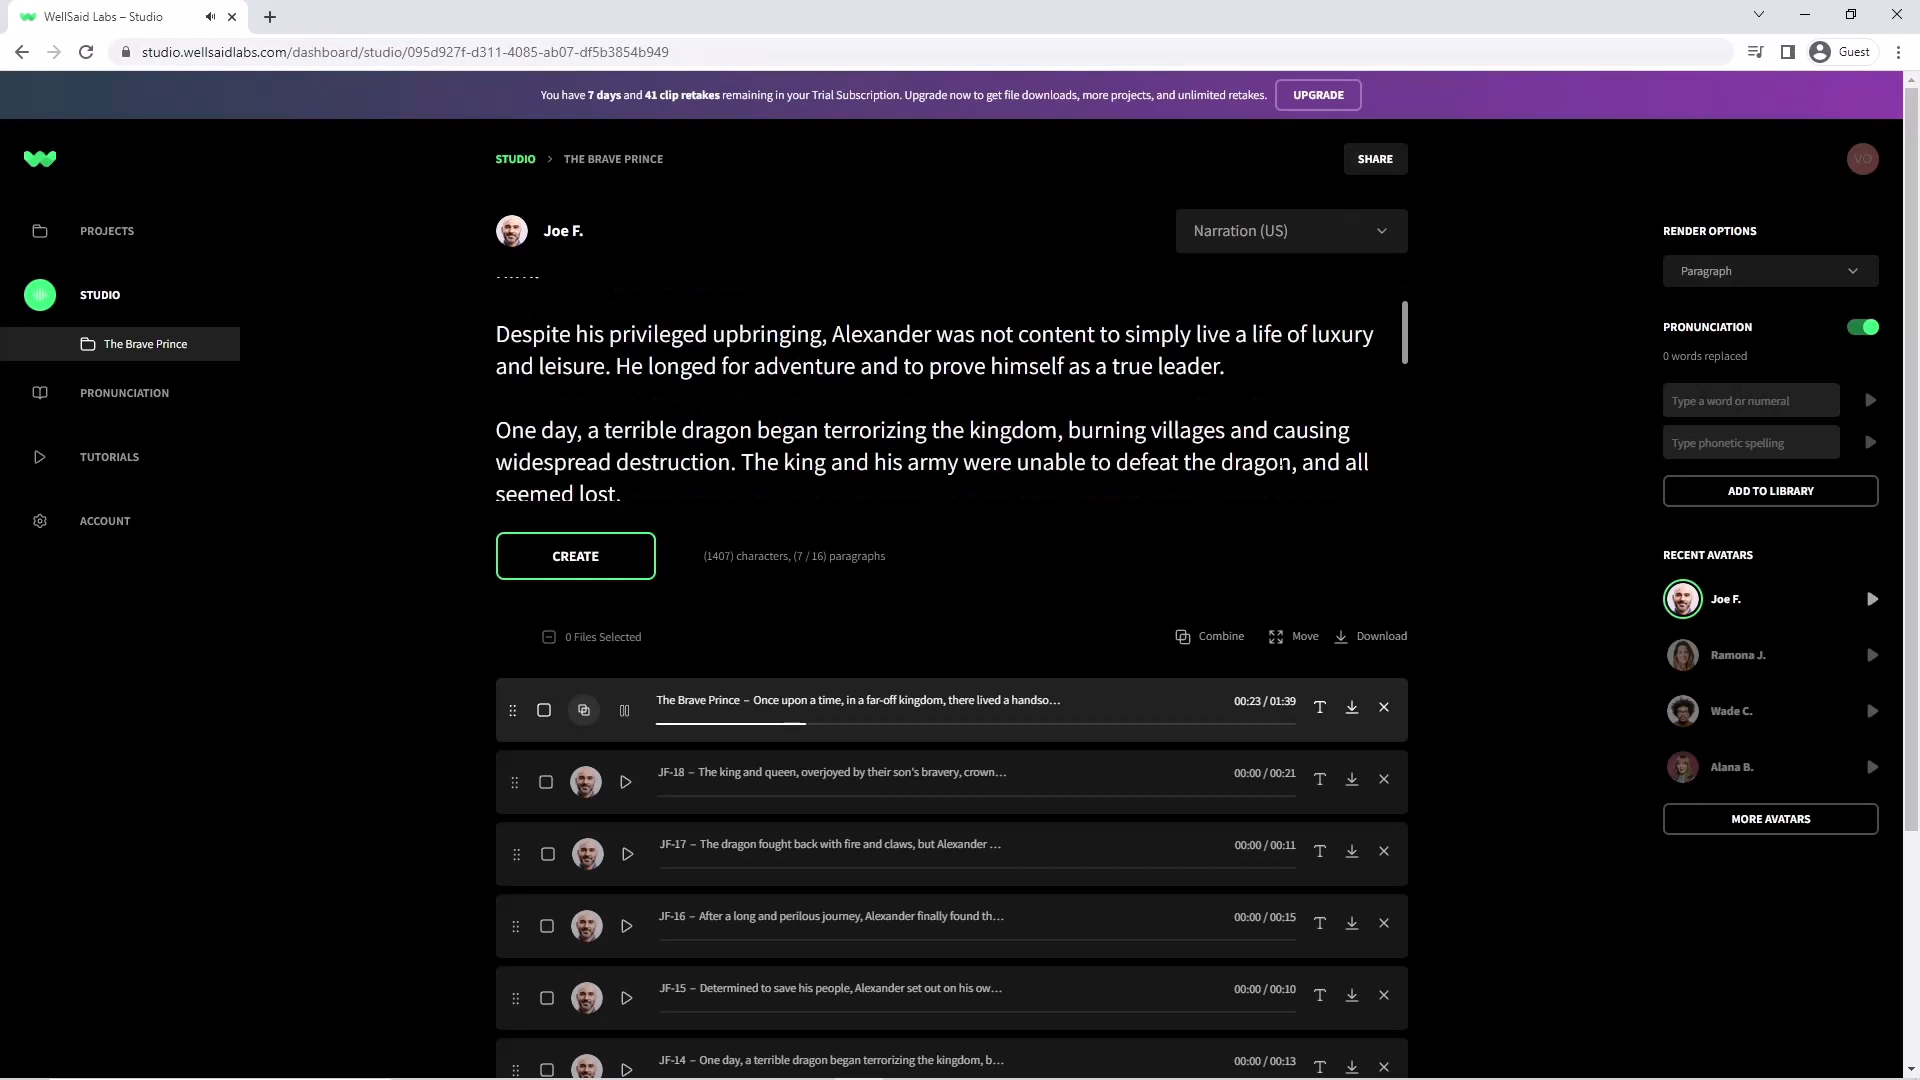 WellSaid Labs – Studio
studio.wellsaidlabs.com/dashboard/studio/095d927f-d311-4085-ab07-df5b3854b949
Guest
You have 7 days and 41 clip retakes remaining in your Trial Subscription. Upgrade now to get file downloads, more projects, and unlimited retakes.
UPGRADE
STUDIO > THE BRAVE PRINCE
SHARE
VO
PROJECTS
STUDIO
The Brave Prince
PRONUNCIATION
TUTORIALS
ACCOUNT
Joe F.
Narration (US)
Despite his privileged upbringing, Alexander was not content to simply live a life of luxury
and leisure. He longed for adventure and to prove himself as a true leader.
One day, a terrible dragon began terrorizing the kingdom, burning villages and causing
widespread destruction. The king and his army were unable to defeat the dragon, and all
seemed lost.
CREATE
(1407) characters, (7 / 16) paragraphs
0 Files Selected
Combine
Move
Download
The Brave Prince – Once upon a time, in a far-off kingdom, there lived a handso...
00:23 / 01:39
JF-18 – The king and queen, overjoyed by their son's bravery, crown...
00:00 / 00:21
JF-17 – The dragon fought back with fire and claws, but Alexander ...
00:00 / 00:11
JF-16 – After a long and perilous journey, Alexander finally found th...
00:00 / 00:15
JF-15 – Determined to save his people, Alexander set out on his ow...
00:00 / 00:10
JF-14 – One day, a terrible dragon began terrorizing the kingdom, b...
00:00 / 00:13
RENDER OPTIONS
Paragraph
PRONUNCIATION
0 words replaced
Type a word or numeral
Type phonetic spelling
ADD TO LIBRARY
RECENT AVATARS
Joe F.
Ramona J.
Wade C.
Alana B.
MORE AVATARS